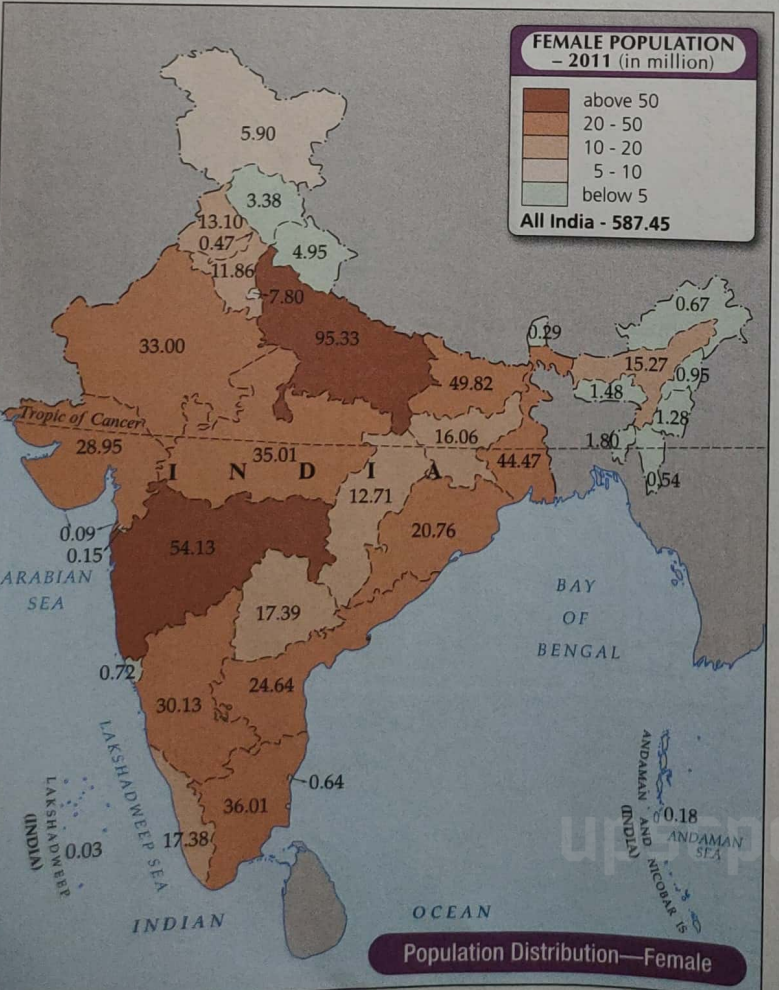 FEMALE POPULATION
– 2011 (in million)
above 50
20 - 50
10 - 20
5 - 10
below 5
All India - 587.45
5.90
3.38
13.10
0.47
4.95
11.86
7.80
0.67
0.29
33.00
95.33
15.27
0.95
49.82
1.48
Tropic of Cancer
1.28
16.06
1.80
28.95
35.01
44.47
I N D I A
0.54
12.71
0.09
20.76
0.15
54.13
ARABIAN
SEA
BAY
OF
BENGAL
17.39
0.72
24.64
30.13
LAKSHADWEEP SEA
0.64
36.01
LAKSHADWEEP
(INDIA)
0.03
17.38
ANDAMAN AND NICOBAR IS
(INDIA)
0.18
ANDAMAN
SEA
INDIAN OCEAN
Population Distribution—Female